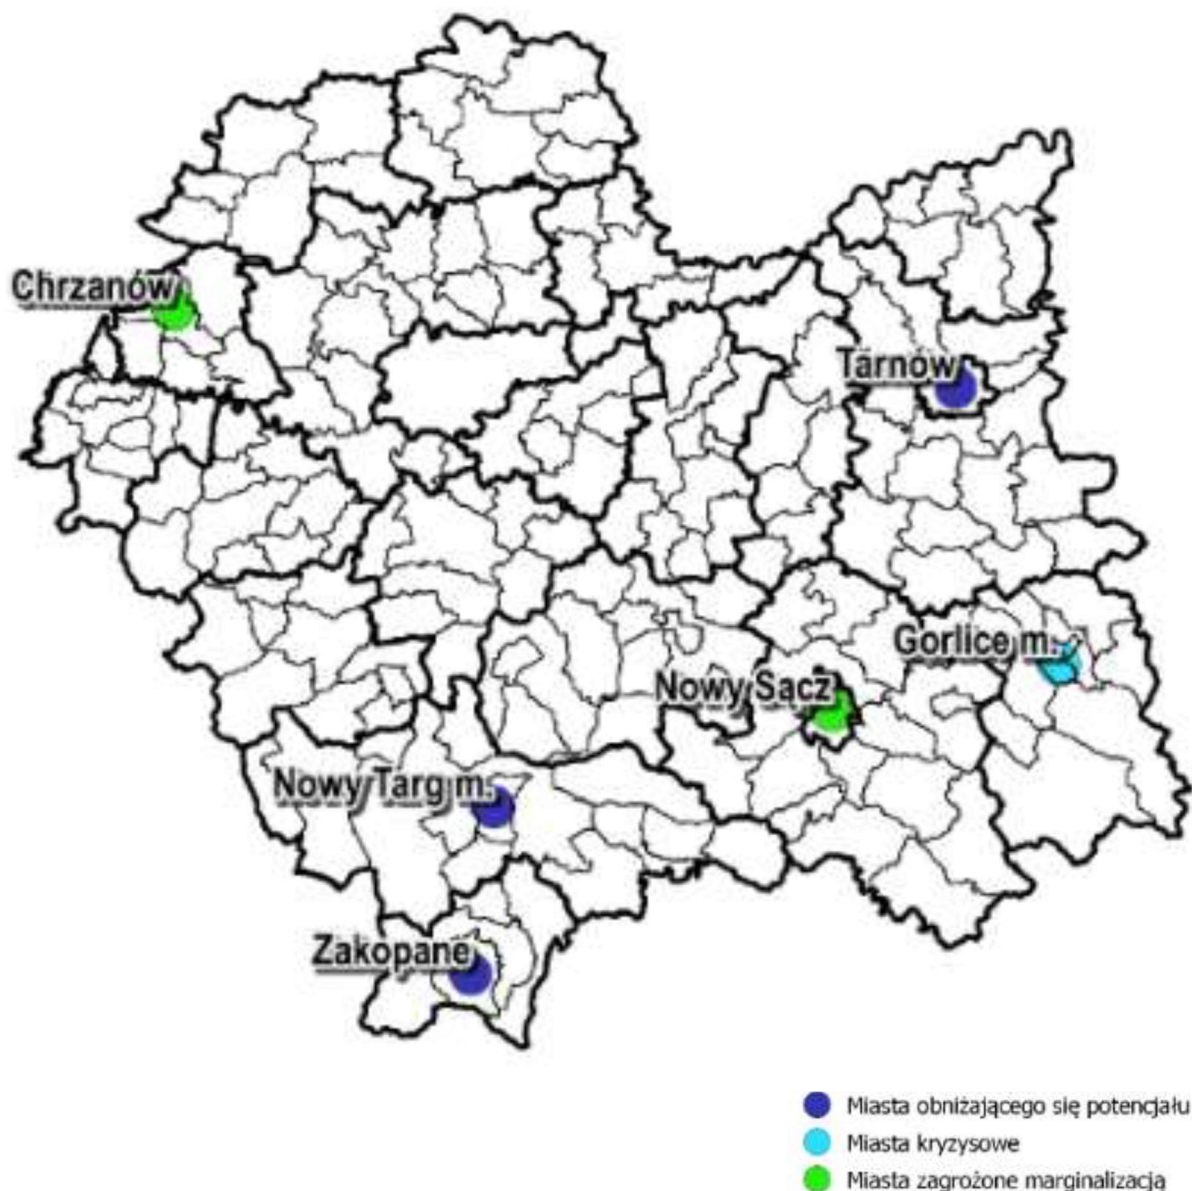 Chrzanów
Tarnów
Gorlice m.
Nowy Sącz
Nowy Targ m.
Zakopane
Miasta obniżającego się potencjału
Miasta kryzysowe
Miasta zagrożone marginalizacją